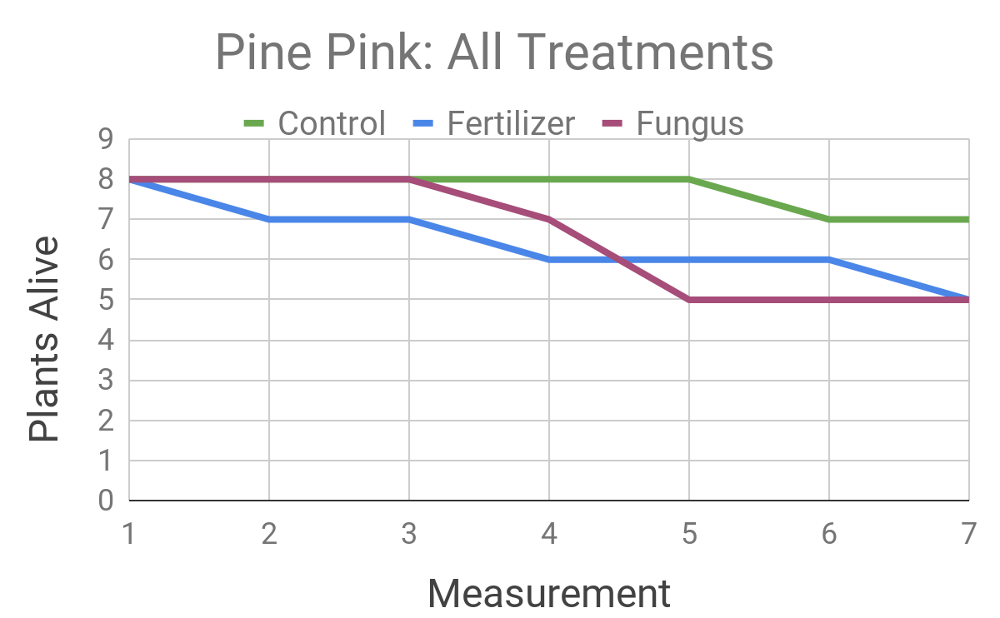 Pine Pink: All Treatments
Control Fertilizer Fungus
9
8
7
6
5
4
3
2
1
0
Plants Alive
1 2 3 4 5 6 7
Measurement